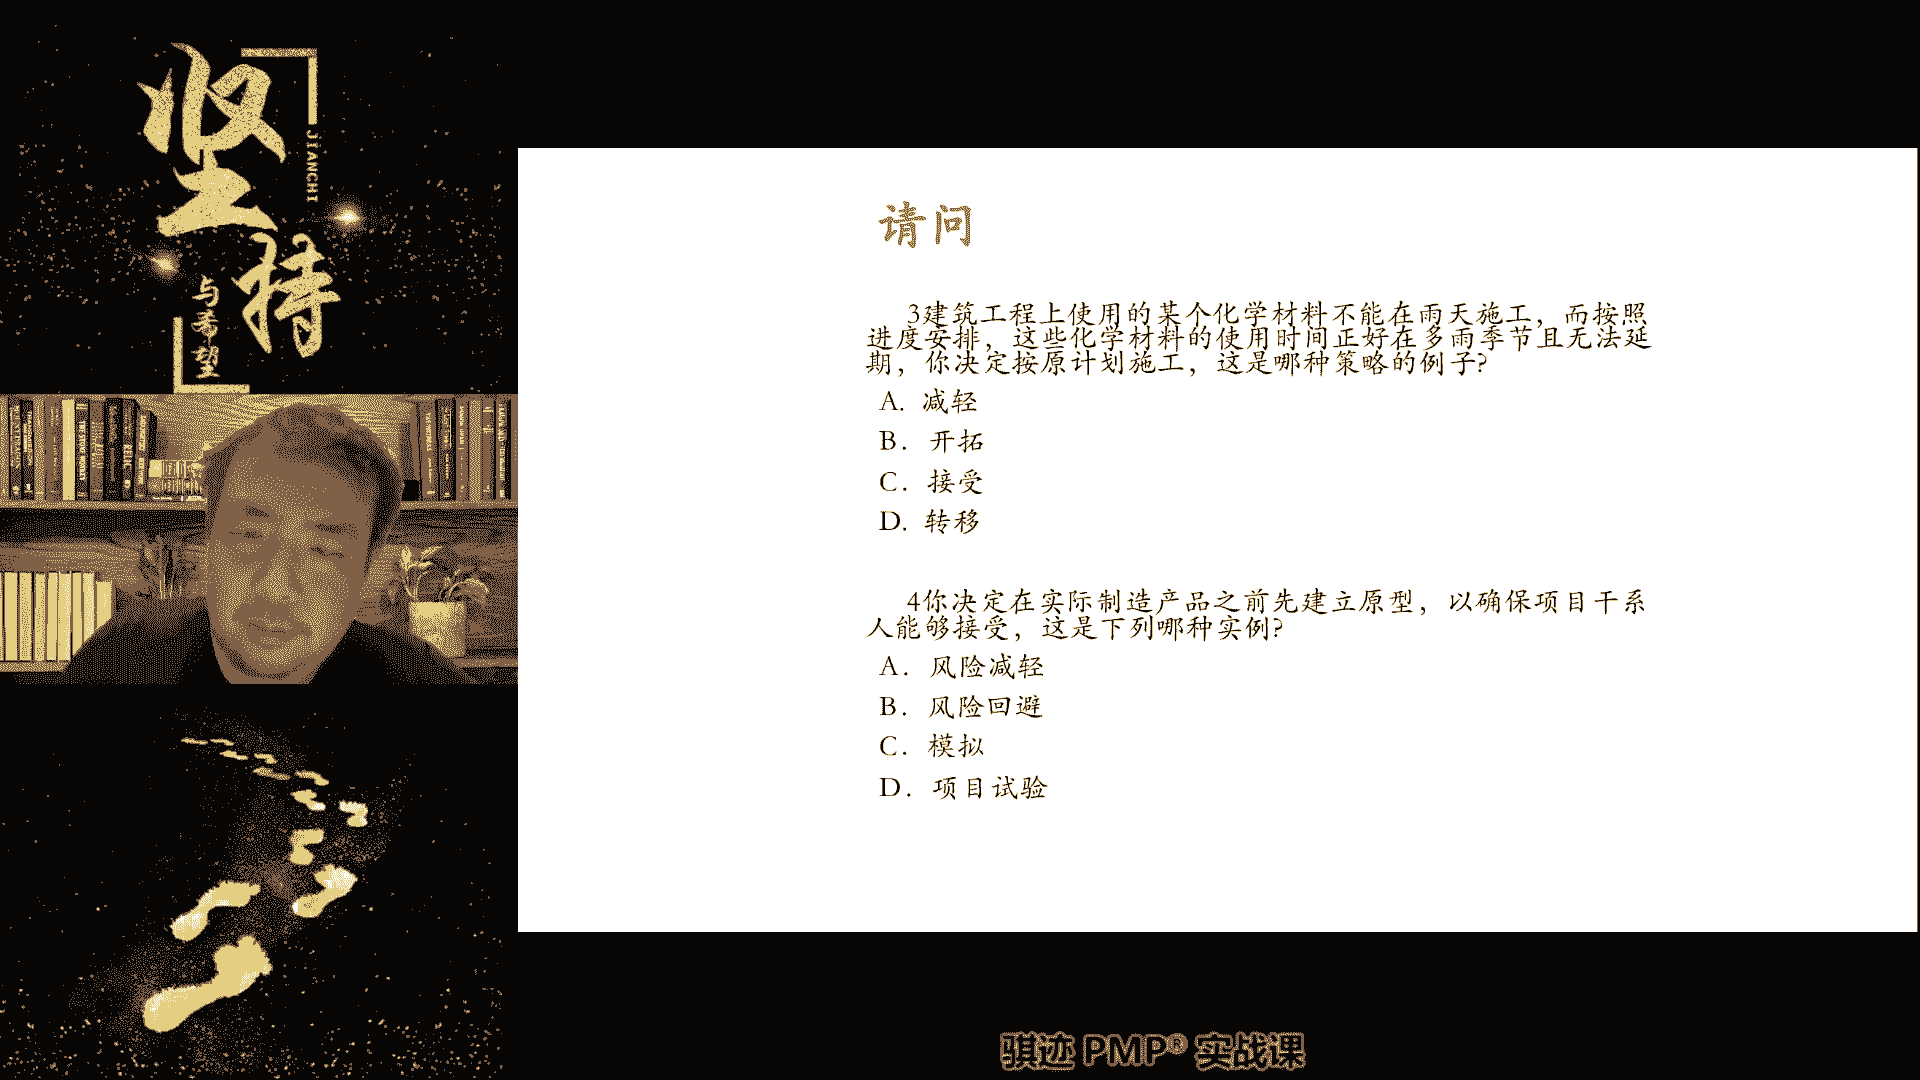 坚持
JIANCHI
与希望
请问
3建筑工程上使用的某个化学材料不能在雨天施工，而按照
进度安排，这些化学材料的使用时间正好在多雨季节且无法延
期，你决定按原计划施工，这是哪种策略的例子?
A. 减轻
B. 开拓
C. 接受
D. 转移
4你决定在实际制造产品之前先建立原型，以确保项目干系
人能够接受，这是下列哪种实例?
A. 风险减轻
B. 风险回避
C. 模拟
D. 项目试验
骐迹 PMP® 实战课